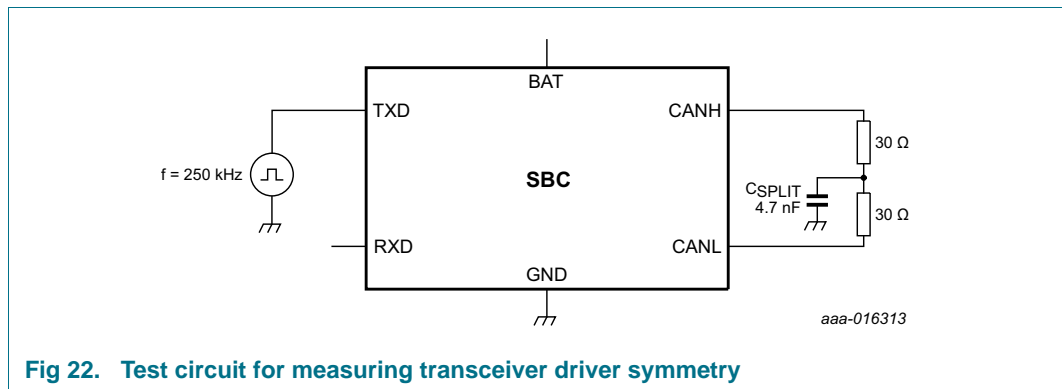 BAT
TXD
CANH
30 Ω
f = 250 kHz
SBC
CSPLIT
4.7 nF
30 Ω
RXD
CANL
GND
aaa-016313
Fig 22. Test circuit for measuring transceiver driver symmetry